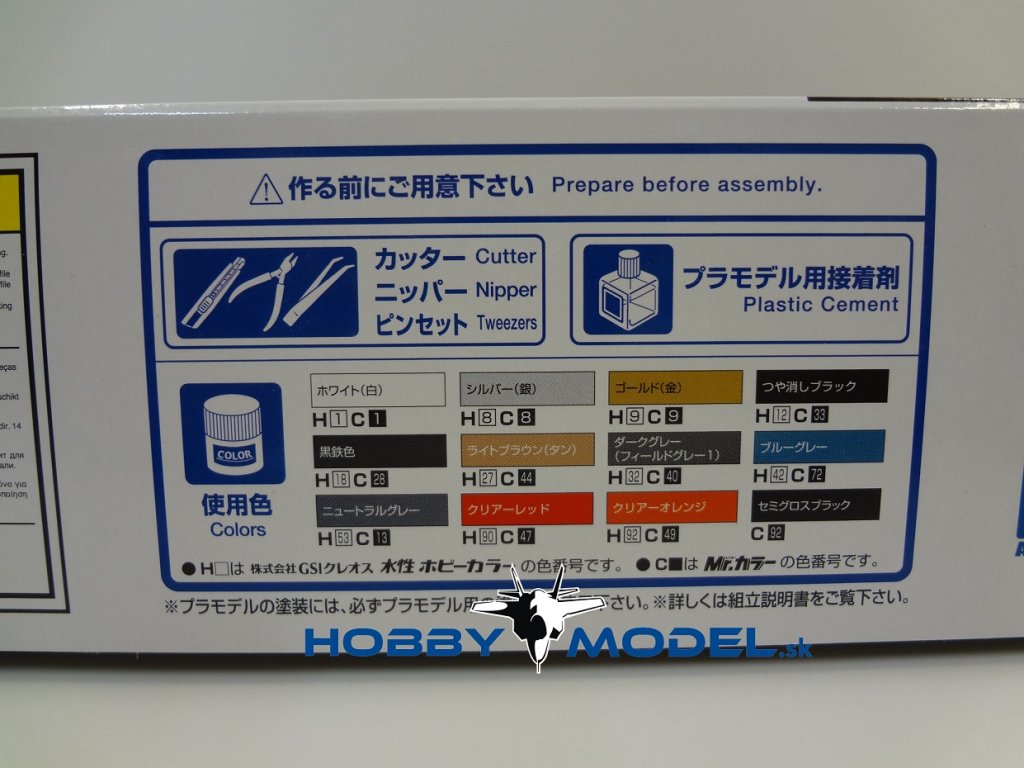 作る前にご用意下さい Prepare before assembly.
カッター Cutter
ニッパー Nipper
ピンセット Tweezers
プラモデル用接着剤
Plastic Cement
COLOR
使用色
Colors
ホワイト(白) シルバー(銀) ゴールド(金) つや消しブラック
H1 C1 H8 C8 H9 C9 H12 C33
黒鉄色 ライトブラウン(タン) ダークグレー(フィールドグレー1) ブルーグレー
H18 C28 H27 C44 H32 C40 H42 C72
ニュートラルグレー クリアーレッド クリアーオレンジ セミグロスブラック
H53 C13 H90 C47 H92 C49 C92
●H□は 株式会社GSIクレオス 水性ホビーカラーの色番号です。 ●C■は Mr.カラーの色番号です。
※プラモデルの塗装には、必ずプラモデル用の 下さい。※詳しくは組立説明書をご覧下さい。
HOBBY MODEL.sk
dir. 14